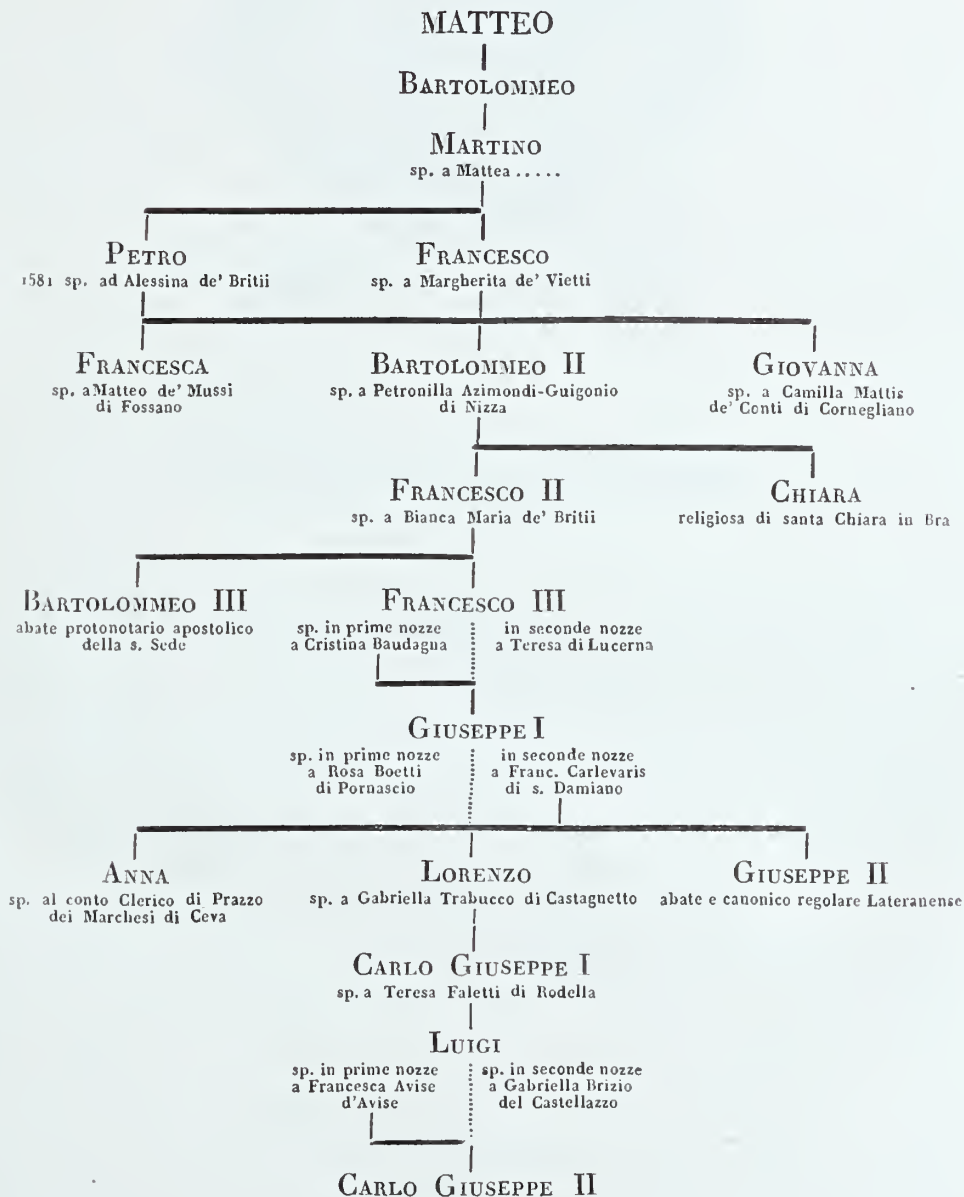 MATTEO
BARTOLOMMEO
MARTINO
sp. a Mattea . . . . .
PETRO
1581 sp. ad Alessina de' Britii
FRANCESCO
sp. a Margherita de' Vietti
FRANCESCA
sp. a Matteo de' Mussi
di Fossano
BARTOLOMMEO II
sp. a Petronilla Azimondi-Guigonio
di Nizza
GIOVANNA
sp. a Camilla Mattis
de' Conti di Cornegliano
FRANCESCO II
sp. a Bianca Maria de' Britii
CHIARA
religiosa di santa Chiara in Bra
BARTOLOMMEO III
abate protonotario apostolico
della s. Sede
FRANCESCO III
sp. in prime nozze
a Cristina Baudagna
in seconde nozze
a Teresa di Lucerna
GIUSEPPE I
sp. in prime nozze
a Rosa Boetti
di Pornascio
in seconde nozze
a Franc. Carlevaris
di s. Damiano
ANNA
sp. al conto Clerico di Prazzo
dei Marchesi di Ceva
LORENZO
sp. a Gabriella Trabucco di Castagnetto
GIUSEPPE II
abate e canonico regolare Lateranense
CARLO GIUSEPPE I
sp. a Teresa Faletti di Rodella
LUIGI
sp. in prime nozze
a Francesca Avise
d'Avise
sp. in seconde nozze
a Gabriella Brizio
del Castellazzo
CARLO GIUSEPPE II